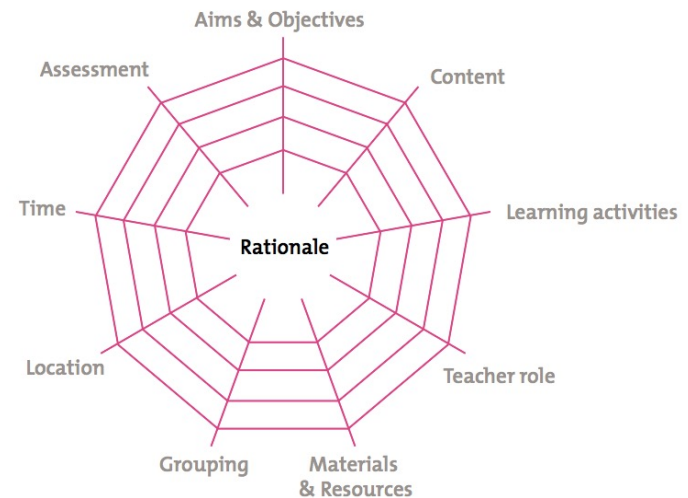 Aims & Objectives
Assessment
Content
Time
Learning activities
Rationale
Location
Teacher role
Grouping
Materials
& Resources